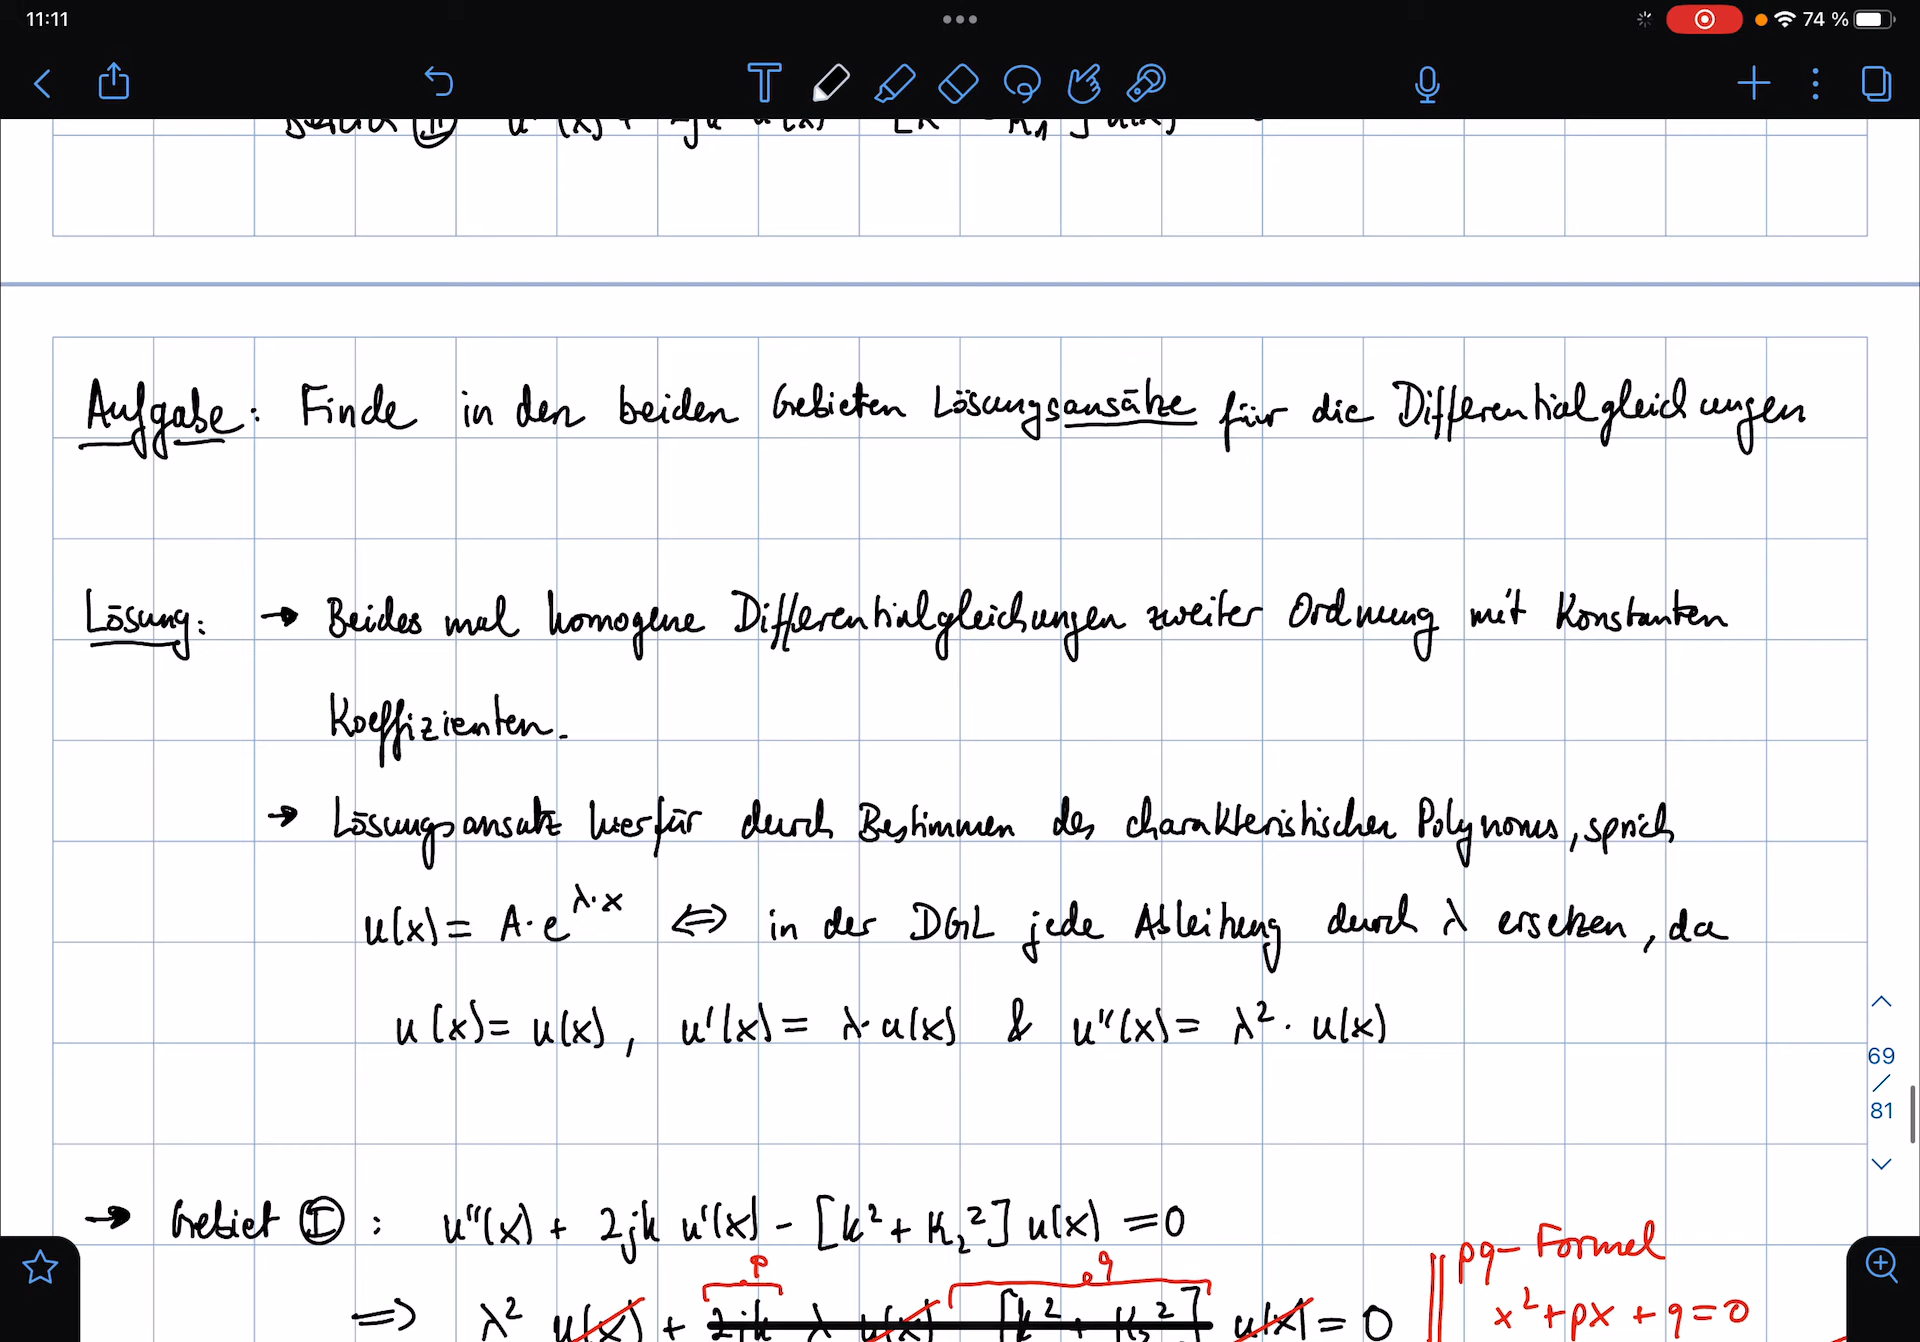 11:11
74 %
u(x)
Aufgabe: Finde in den beiden Gebieten Lösungsansätze für die Differentialgleichungen
Lösung: → Beides mal homogene Differentialgleichungen zweiter Ordnung mit Konstanten
Koeffizienten.
→ Lösungsansatz hierfür durch Bestimmen des charakteristischen Polynoms, sprich
u(x) = A · e^{λ·x} ⇔ in der DGL jede Ableitung durch λ ersetzen, da
u(x) = u(x), u'(x) = λ · u(x) & u''(x) = λ² · u(x)
69
/
81
→ Gebiet Ⓘ : u''(x) + 2jk u'(x) - [k² + K₂²] u(x) = 0
pq-Formel
p q
⇒ λ² u(x) + 2jk λ u(x) - [k² + K₂²] u(x) = 0
x² + px + q = 0